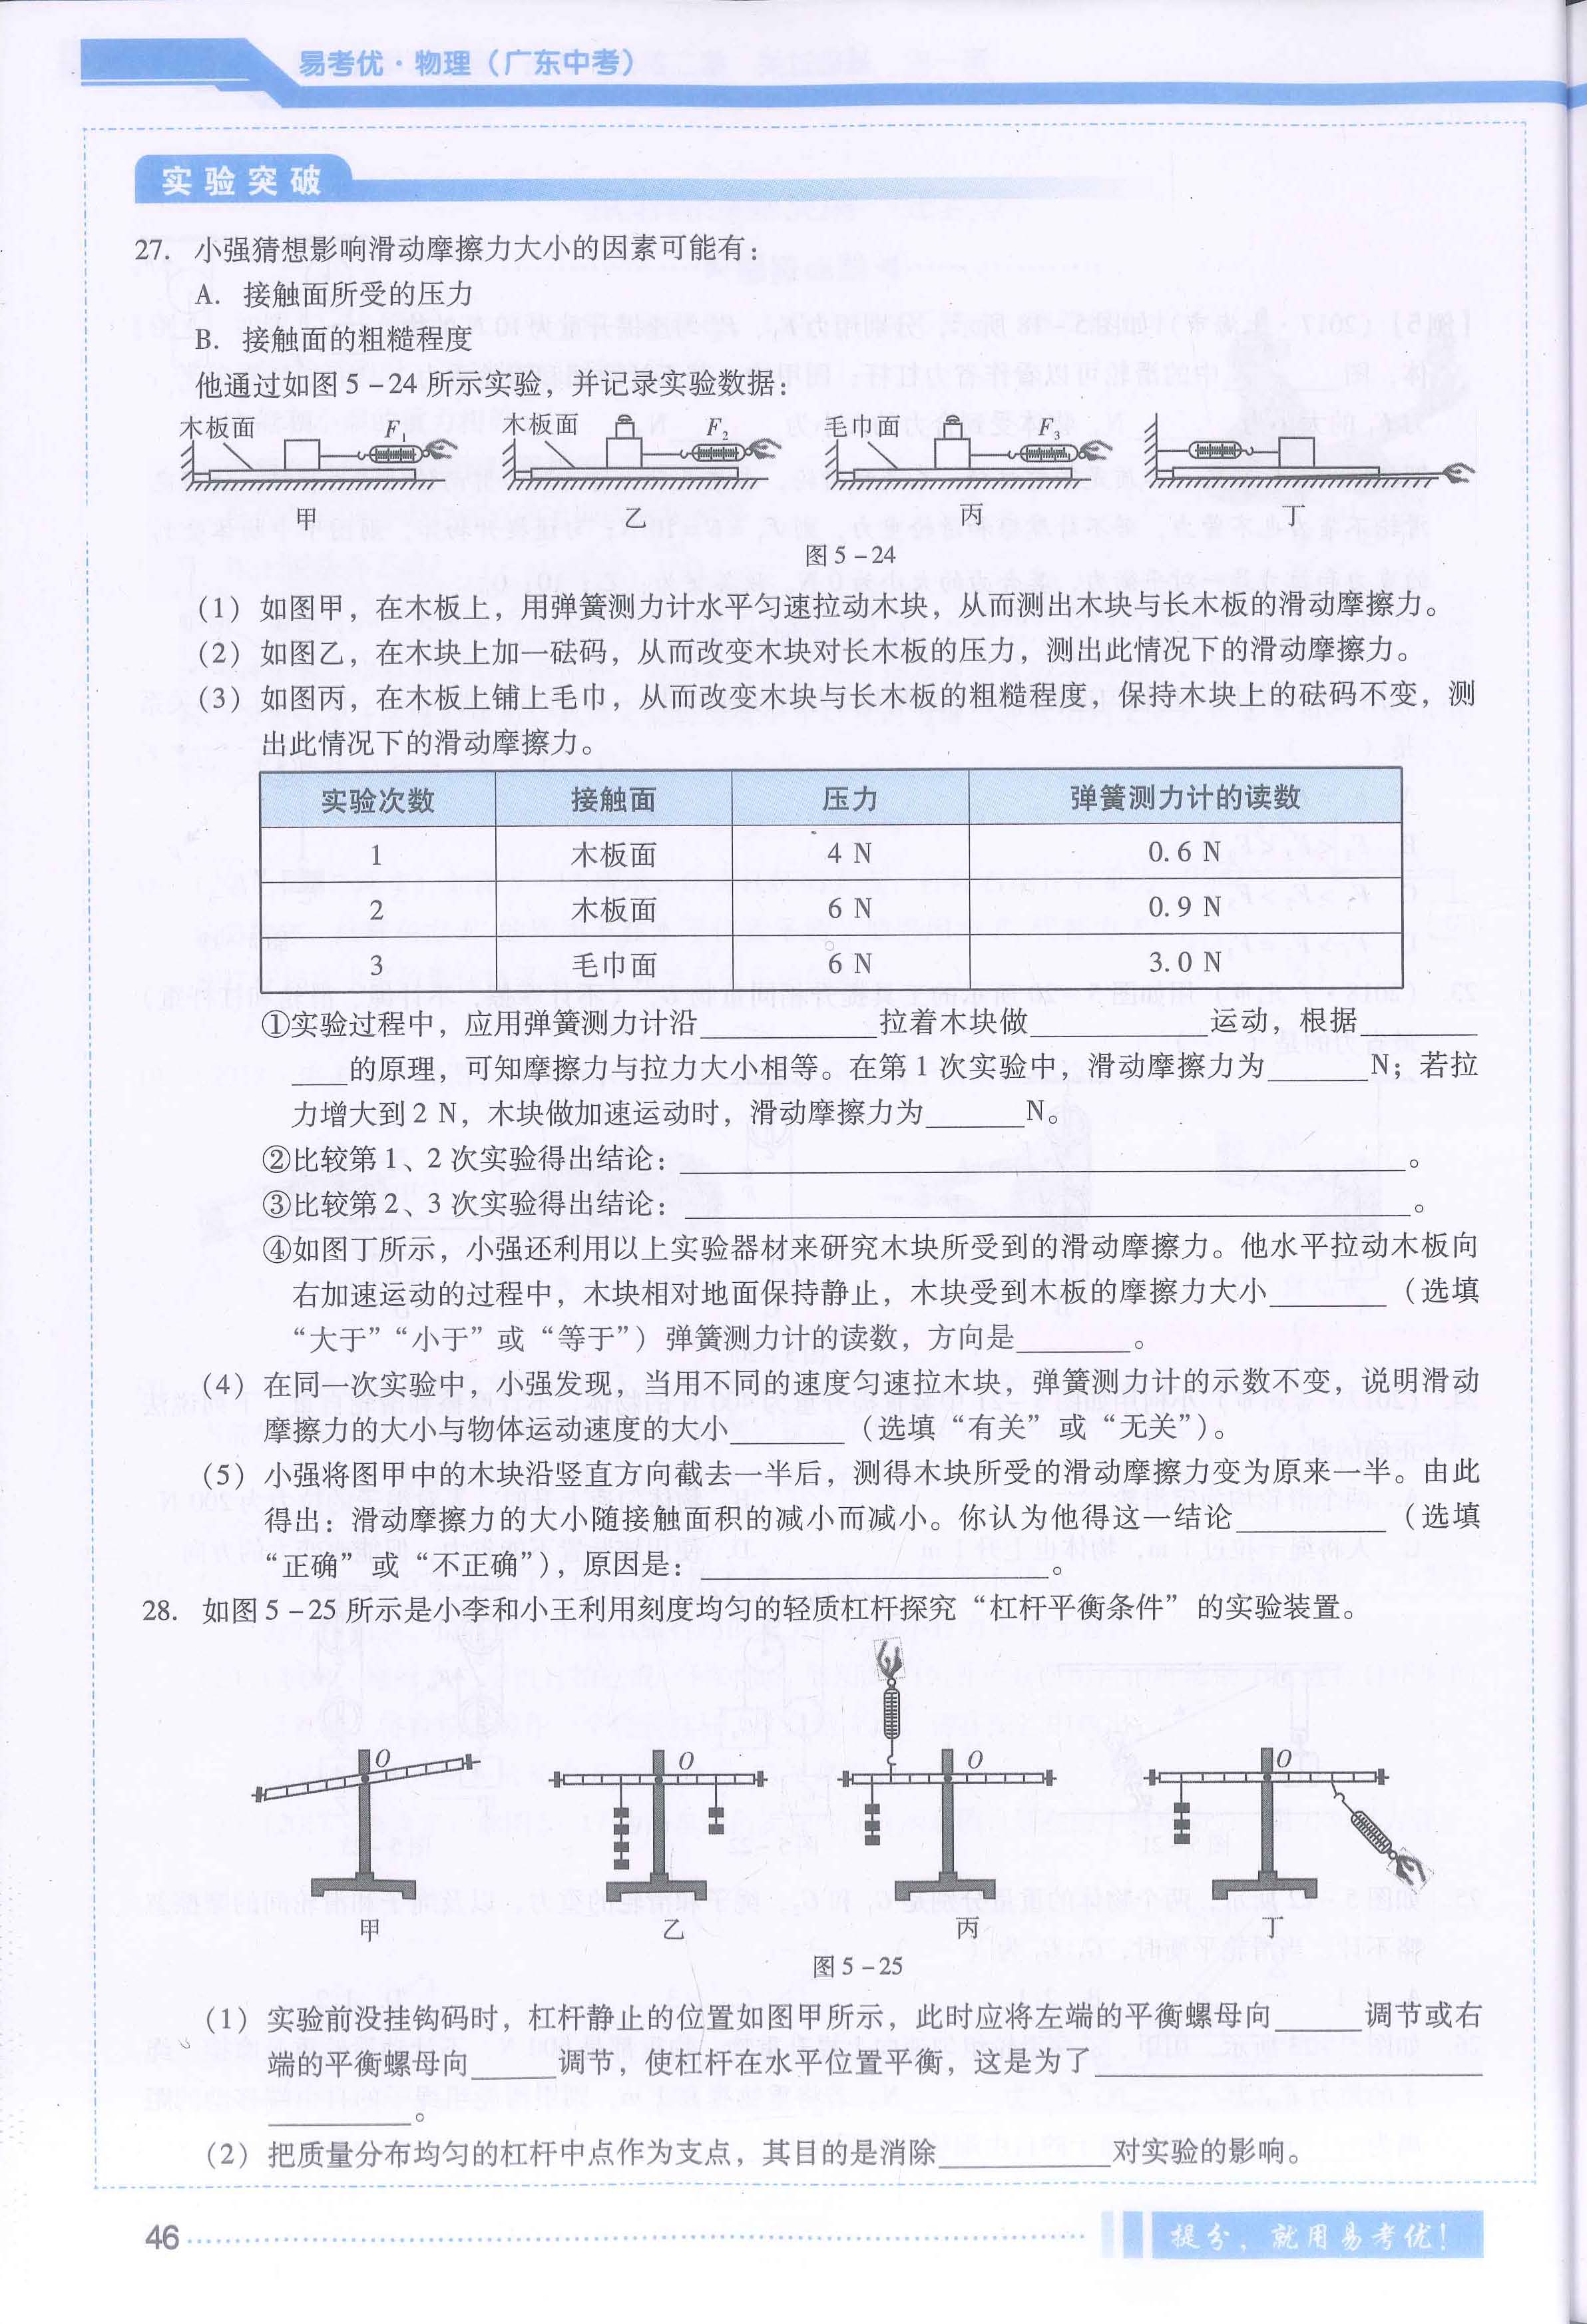 易考优·物理（广东中考）
实验突破
27. 小强猜想影响滑动摩擦力大小的因素可能有：
A. 接触面所受的压力
B. 接触面的粗糙程度
他通过如图5-24所示实验，并记录实验数据：
木板面 F₁ 木板面 F₂ 毛巾面 F₃
甲 乙 丙 丁
图5-24
（1）如图甲，在木板上，用弹簧测力计水平匀速拉动木块，从而测出木块与长木板的滑动摩擦力。
（2）如图乙，在木块上加一砝码，从而改变木块对长木板的压力，测出此情况下的滑动摩擦力。
（3）如图丙，在木板上铺上毛巾，从而改变木块与长木板的粗糙程度，保持木块上的砝码不变，测
出此情况下的滑动摩擦力。
实验次数 接触面 压力 弹簧测力计的读数
1 木板面 4 N 0.6 N
2 木板面 6 N 0.9 N
3 毛巾面 6 N 3.0 N
①实验过程中，应用弹簧测力计沿________拉着木块做________运动，根据________
____的原理，可知摩擦力与拉力大小相等。在第1次实验中，滑动摩擦力为______N；若拉
力增大到2 N，木块做加速运动时，滑动摩擦力为______N。
②比较第1、2次实验得出结论：________________。
③比较第2、3次实验得出结论：________________。
④如图丁所示，小强还利用以上实验器材来研究木块所受到的滑动摩擦力。他水平拉动木板向
右加速运动的过程中，木块相对地面保持静止，木块受到木板的摩擦力大小________（选填
“大于”“小于”或“等于”）弹簧测力计的读数，方向是________。
（4）在同一次实验中，小强发现，当用不同的速度匀速拉木块，弹簧测力计的示数不变，说明滑动
摩擦力的大小与物体运动速度的大小________（选填“有关”或“无关”）。
（5）小强将图甲中的木块沿竖直方向截去一半后，测得木块所受的滑动摩擦力变为原来一半。由此
得出：滑动摩擦力的大小随接触面积的减小而减小。你认为他得这一结论________（选填
“正确”或“不正确”），原因是：________________。
28. 如图5-25所示是小李和小王利用刻度均匀的轻质杠杆探究“杠杆平衡条件”的实验装置。
O O O O
甲 乙 丙 丁
图5-25
（1）实验前没挂钩码时，杠杆静止的位置如图甲所示，此时应将左端的平衡螺母向______调节或右
端的平衡螺母向______调节，使杠杆在水平位置平衡，这是为了________________
________。
（2）把质量分布均匀的杠杆中点作为支点，其目的是消除________对实验的影响。
46
提分，就用易考优！